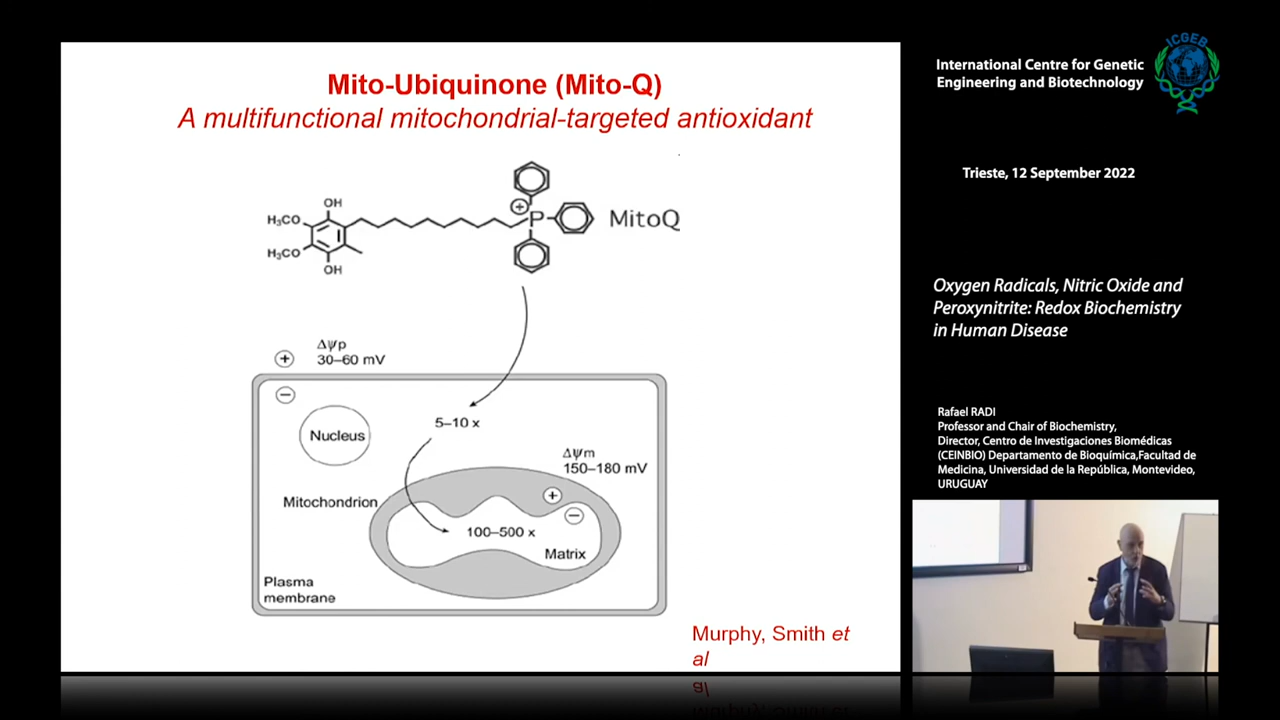 Mito-Ubiquinone (Mito-Q)
A multifunctional mitochondrial-targeted antioxidant
OH
H₃CO
H₃CO
OH
P
+
MitoQ
Δψp
+
30–60 mV
−
5–10 x
Nucleus
Δψm
150–180 mV
+
Mitochondrion
−
100–500 x
Matrix
Plasma
membrane
Murphy, Smith et
al
International Centre for Genetic
Engineering and Biotechnology
ICGEB
Trieste, 12 September 2022
Oxygen Radicals, Nitric Oxide and
Peroxynitrite: Redox Biochemistry
in Human Disease
Rafael RADI
Professor and Chair of Biochemistry,
Director, Centro de Investigaciones Biomédicas
(CEINBIO) Departamento de Bioquímica,Facultad de
Medicina, Universidad de la República, Montevideo,
URUGUAY